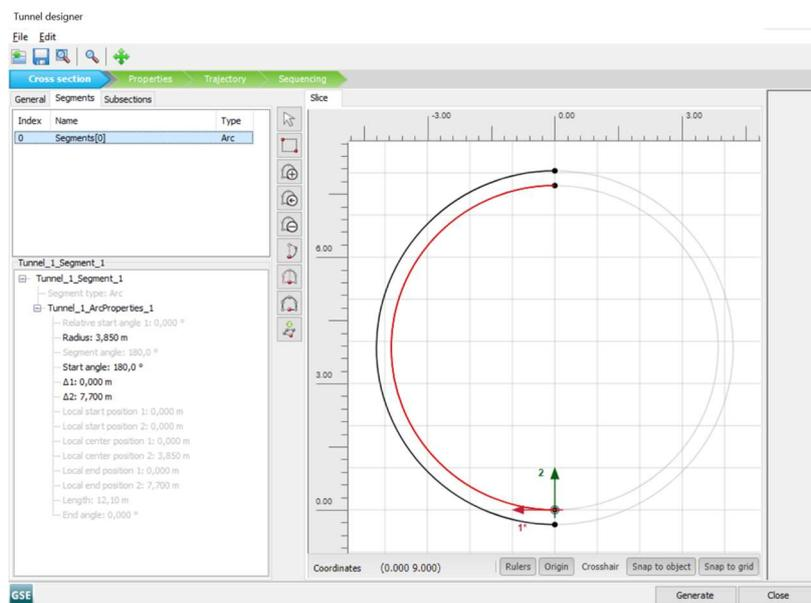 Tunnel designer
File Edit
Cross section Properties Trajectory Sequencing
General Segments Subsections
Index Name Type
0 Segments[0] Arc
Tunnel_1_Segment_1
Tunnel_1_Segment_1
Segment type: Arc
Tunnel_1_ArcProperties_1
Relative start angle 1: 0,000 °
Radius: 3,850 m
Segment angle: 180,0 °
Start angle: 180,0 °
Δ1: 0,000 m
Δ2: 7,700 m
Local start position 1: 0,000 m
Local start position 2: 0,000 m
Local center position 1: 0,000 m
Local center position 2: 3,850 m
Local end position 1: 0,000 m
Local end position 2: 7,700 m
Length: 12,10 m
End angle: 0,000 °
Slice
-3.00 0.00 3.00
6.00
3.00
0.00
2
1*
Coordinates (0.000 9.000) Rulers Origin Crosshair Snap to object Snap to grid
GSE Generate Close